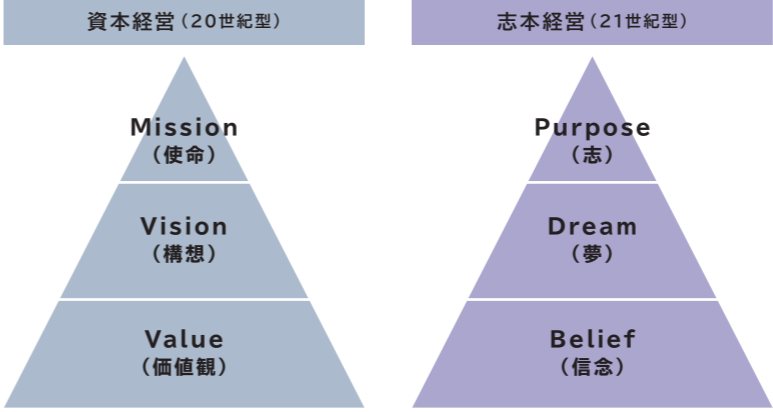 資本経営(20世紀型)
Mission
(使命)
Vision
(構想)
Value
(価値観)
志本経営(21世紀型)
Purpose
(志)
Dream
(夢)
Belief
(信念)